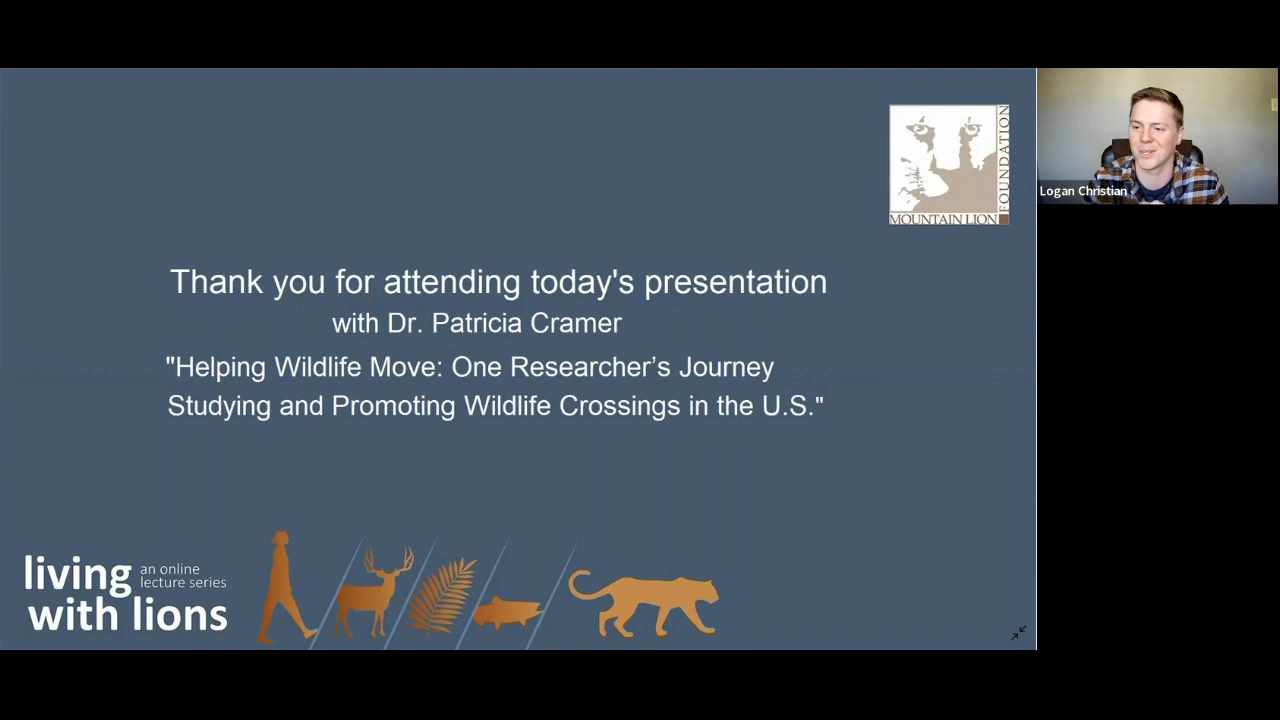 MOUNTAIN LION
FOUNDATION
Logan Christian
Thank you for attending today's presentation
with Dr. Patricia Cramer
"Helping Wildlife Move: One Researcher’s Journey
Studying and Promoting Wildlife Crossings in the U.S."
living
with lions
an online
lecture series